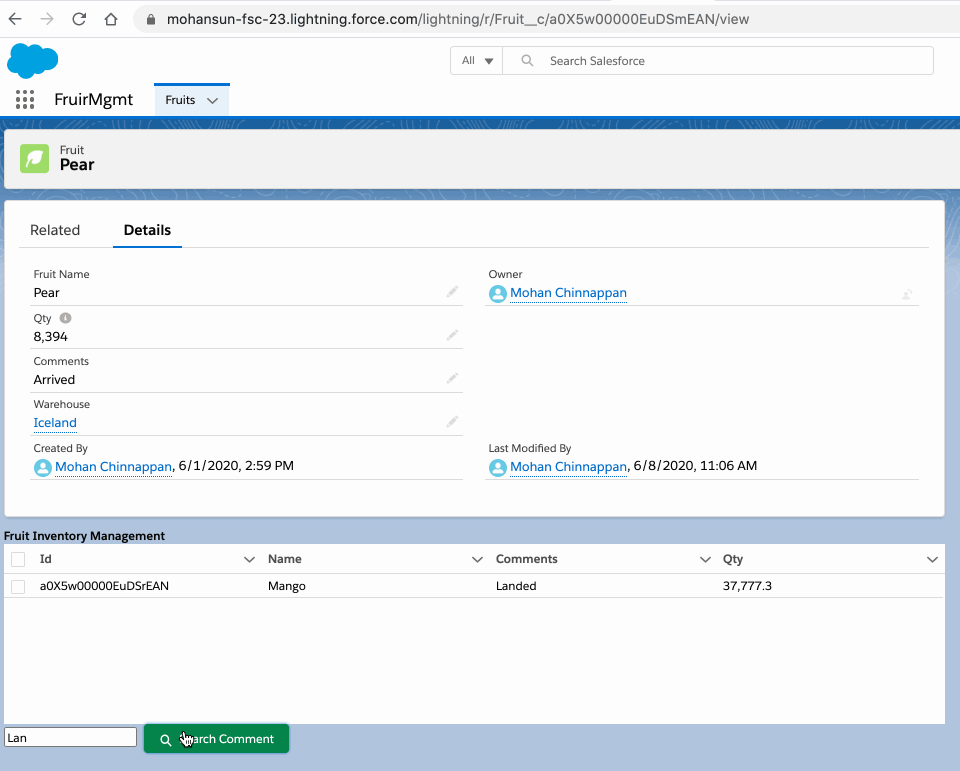 mohansun-fsc-23.lightning.force.com/lightning/r/Fruit__c/a0X5w00000EuDSmEAN/view
All Search Salesforce
FruirMgmt Fruits
Fruit
Pear
Related Details
Fruit Name Owner
Pear Mohan Chinnappan
Qty
8,394
Comments
Arrived
Warehouse
Iceland
Created By Last Modified By
Mohan Chinnappan, 6/1/2020, 2:59 PM Mohan Chinnappan, 6/8/2020, 11:06 AM
Fruit Inventory Management
Id Name Comments Qty
a0X5w00000EuDSrEAN Mango Landed 37,777.3
Lan Search Comment